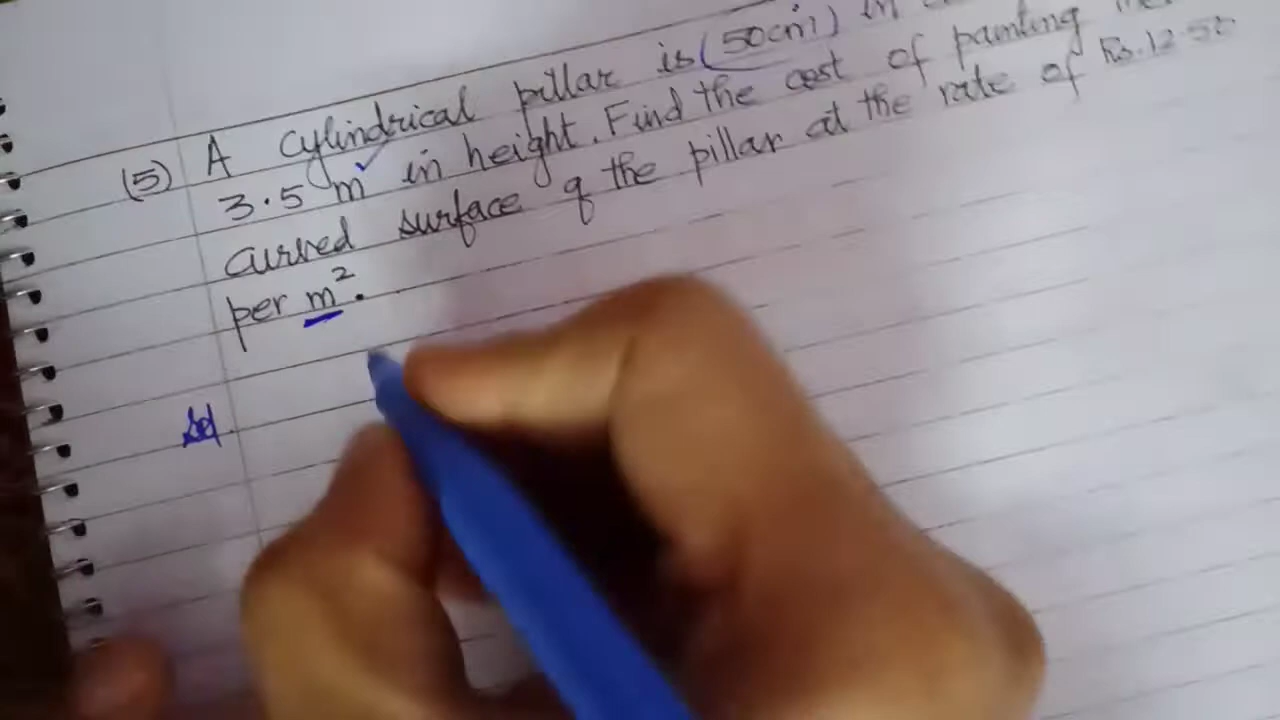 (5) A cylindrical pillar is (50cm) in
3.5 m in height. Find the cost of painting
curved surface of the pillar at the rate of Rs. 12.50
per m².
Sol